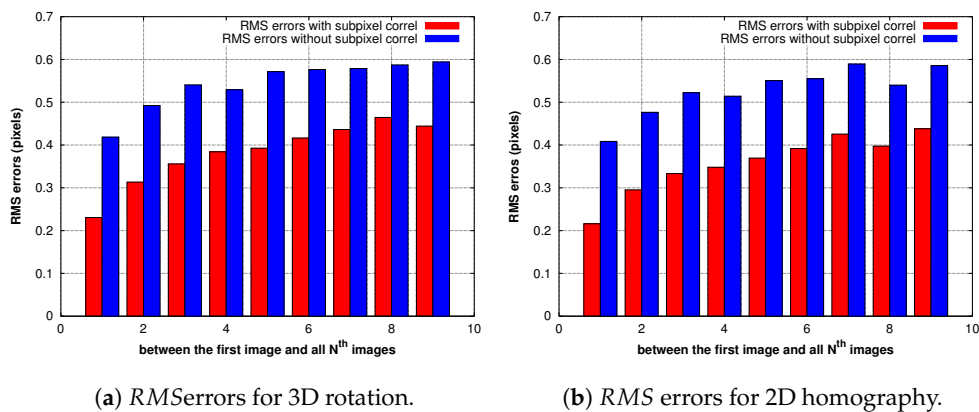 0.7
0.6
0.5
0.4
0.3
0.2
0.1
0
0
2
4
6
8
10
RMS errors (pixels)
RMS errors with subpixel correl
RMS errors without subpixel correl
between the first image and all N^th images
(a) RMSerrors for 3D rotation.
0.7
0.6
0.5
0.4
0.3
0.2
0.1
0
0
2
4
6
8
10
RMS erros (pixels)
RMS errors with subpixel correl
RMS errors without subpixel correl
between the first image and all N^th images
(b) RMS errors for 2D homography.